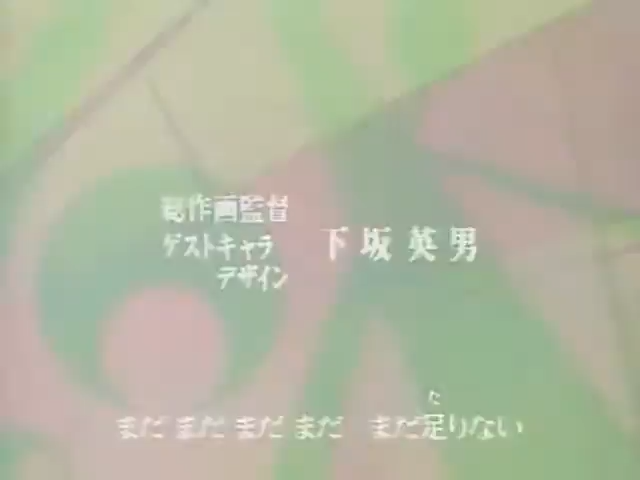 総作画監督
ゲストキャラ
デザイン
下坂英男
た
まだ まだ まだ まだ まだ足りない